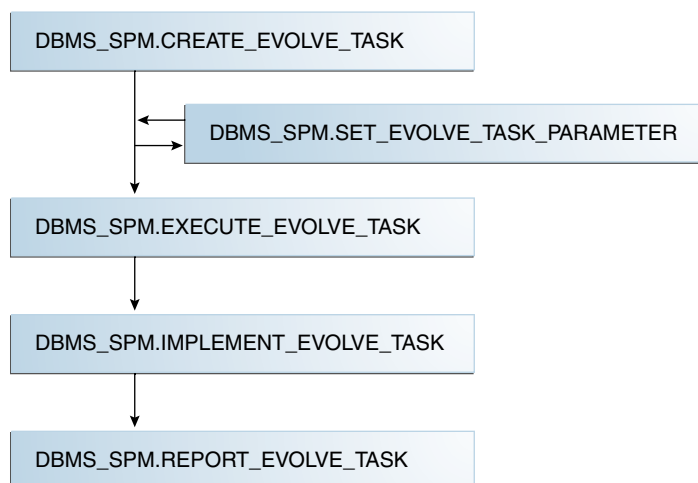 DBMS_SPM.CREATE_EVOLVE_TASK
DBMS_SPM.SET_EVOLVE_TASK_PARAMETER
DBMS_SPM.EXECUTE_EVOLVE_TASK
DBMS_SPM.IMPLEMENT_EVOLVE_TASK
DBMS_SPM.REPORT_EVOLVE_TASK